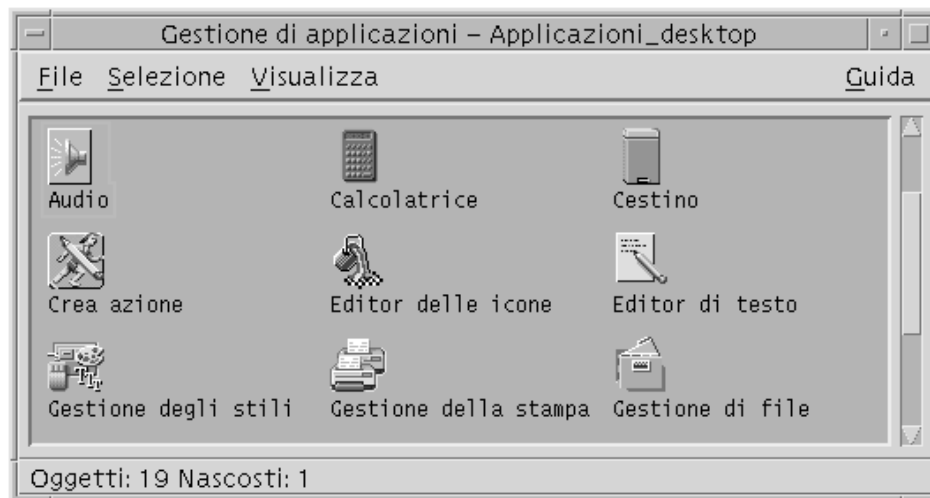 Gestione di applicazioni – Applicazioni_desktop
File Selezione Visualizza Guida
Audio Calcolatrice Cestino
Crea azione Editor delle icone Editor di testo
Gestione degli stili Gestione della stampa Gestione di file
Oggetti: 19 Nascosti: 1